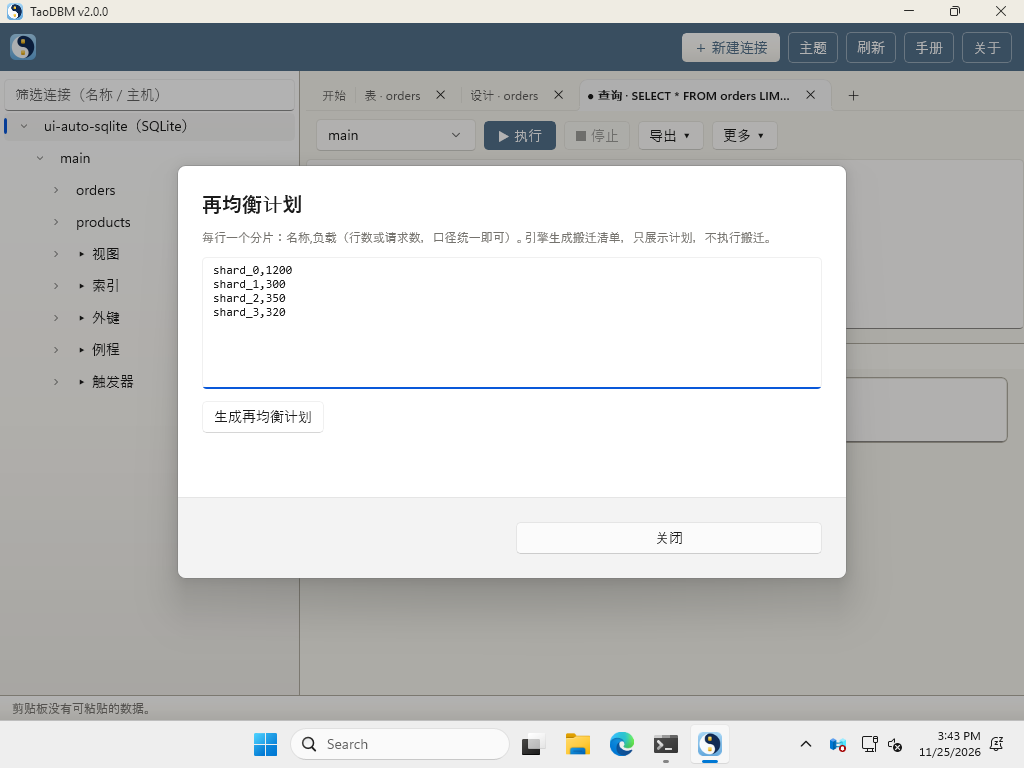 TaoDBM v2.0.0
+ 新建连接
主题
刷新
手册
关于
筛选连接（名称 / 主机）
ui-auto-sqlite（SQLite）
main
orders
products
视图
索引
外键
例程
触发器
开始
表 · orders
设计 · orders
● 查询 · SELECT * FROM orders LIM...
main
执行
停止
导出
更多
再均衡计划
每行一个分片：名称,负载（行数或请求数，口径统一即可）。引擎生成搬迁清单，只展示计划，不执行搬迁。
shard_0,1200
shard_1,300
shard_2,350
shard_3,320
生成再均衡计划
关闭
剪贴板没有可粘贴的数据。
Search
3:43 PM
11/25/2026